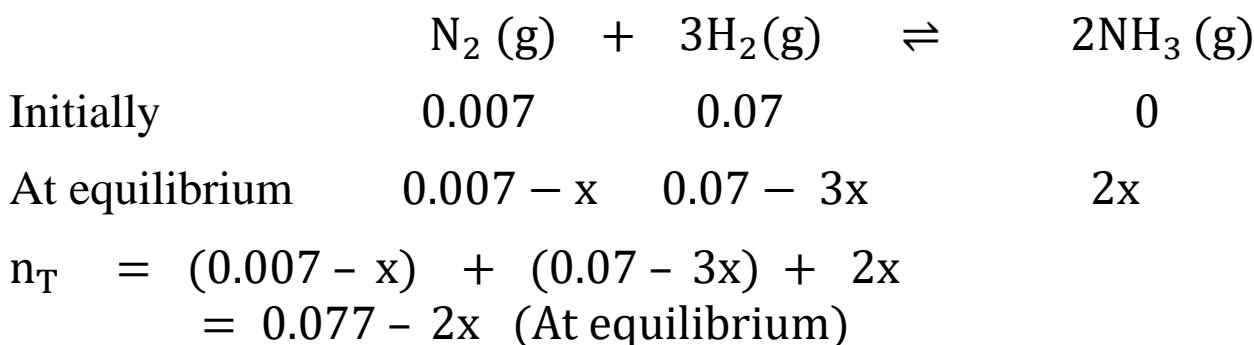 N₂ (g) + 3H₂(g) ⇌ 2NH₃ (g)
Initially 0.007 0.07 0
At equilibrium 0.007 − x 0.07 − 3x 2x
n_T = (0.007 – x) + (0.07 – 3x) + 2x
= 0.077 – 2x (At equilibrium)